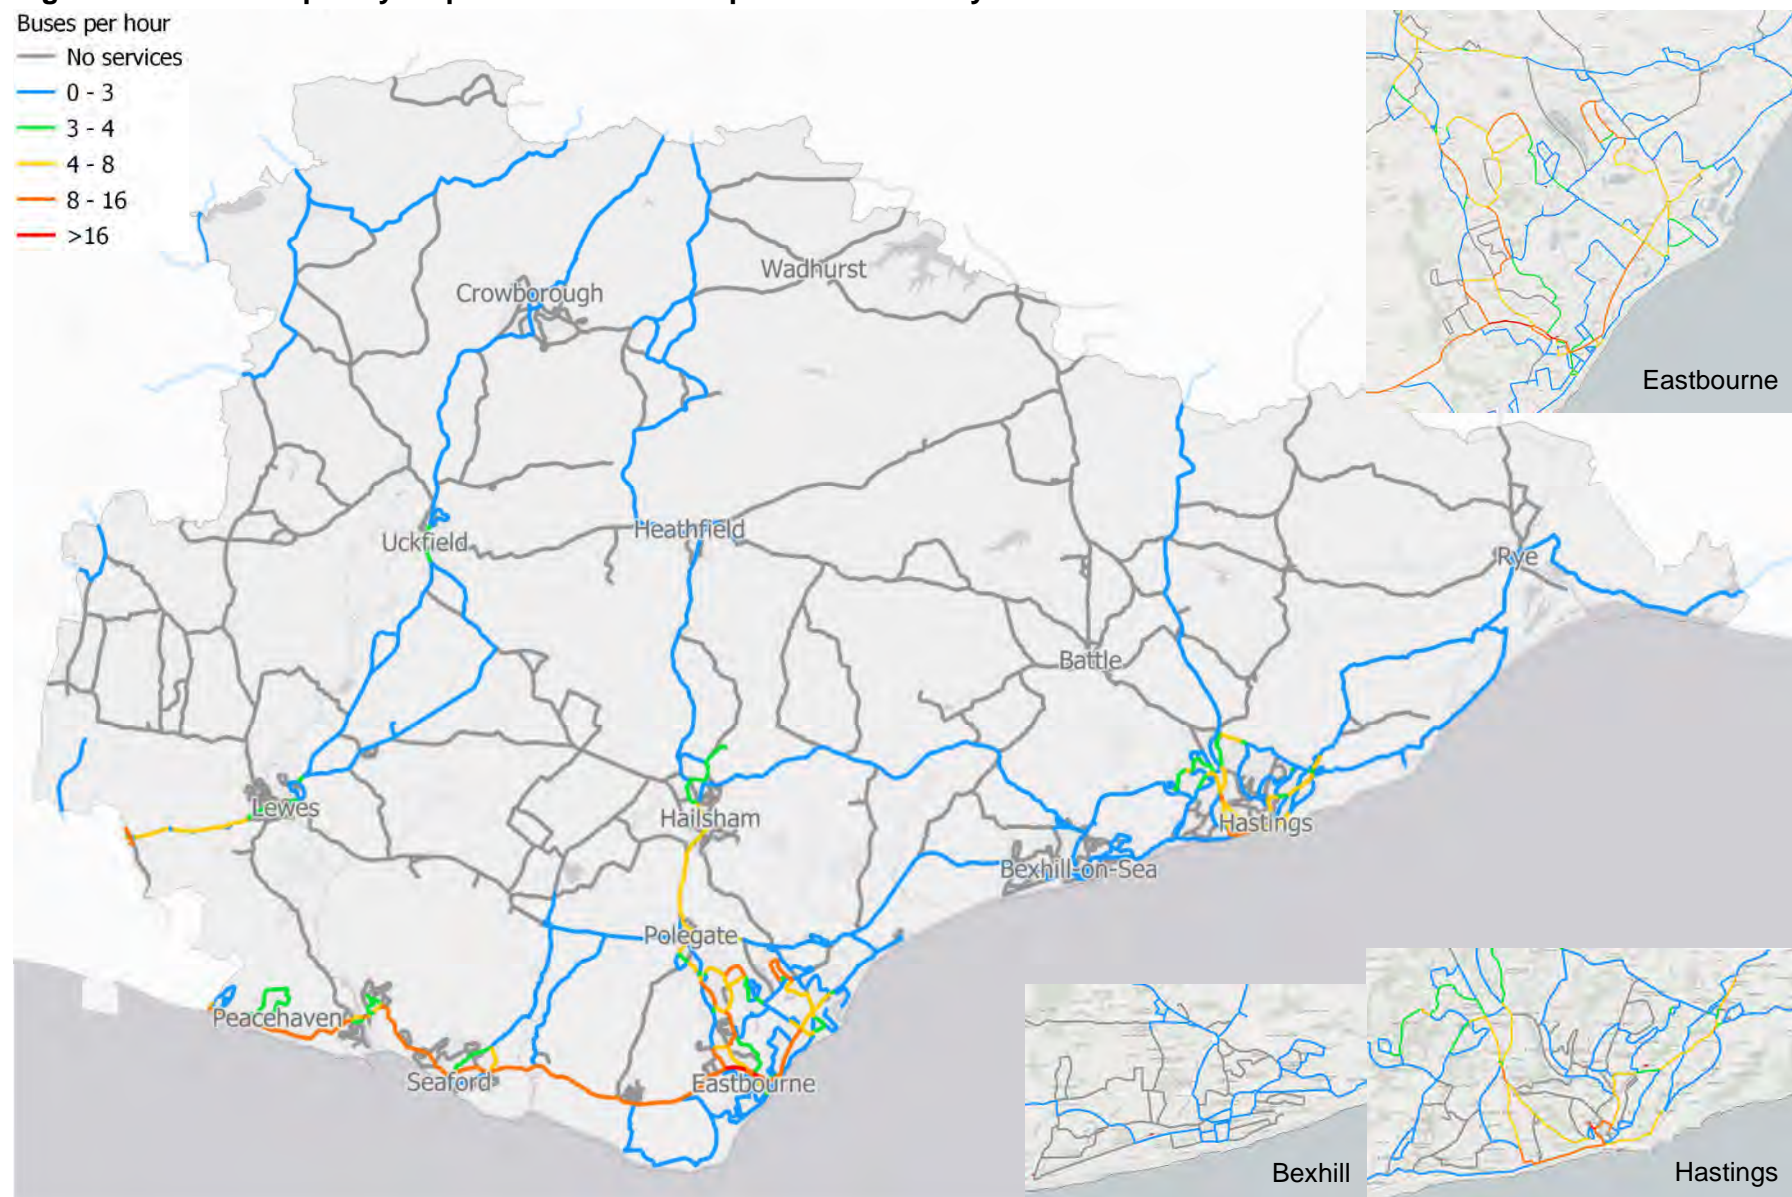 Buses per hour
No services
0 - 3
3 - 4
4 - 8
8 - 16
>16
Eastbourne
Wadhurst
Crowborough
Uckfield
Heathfield
Rye
Battle
Lewes
Hailsham
Hastings
Bexhill-on-Sea
Polegate
Peacehaven
Seaford
Eastbourne
Bexhill
Hastings